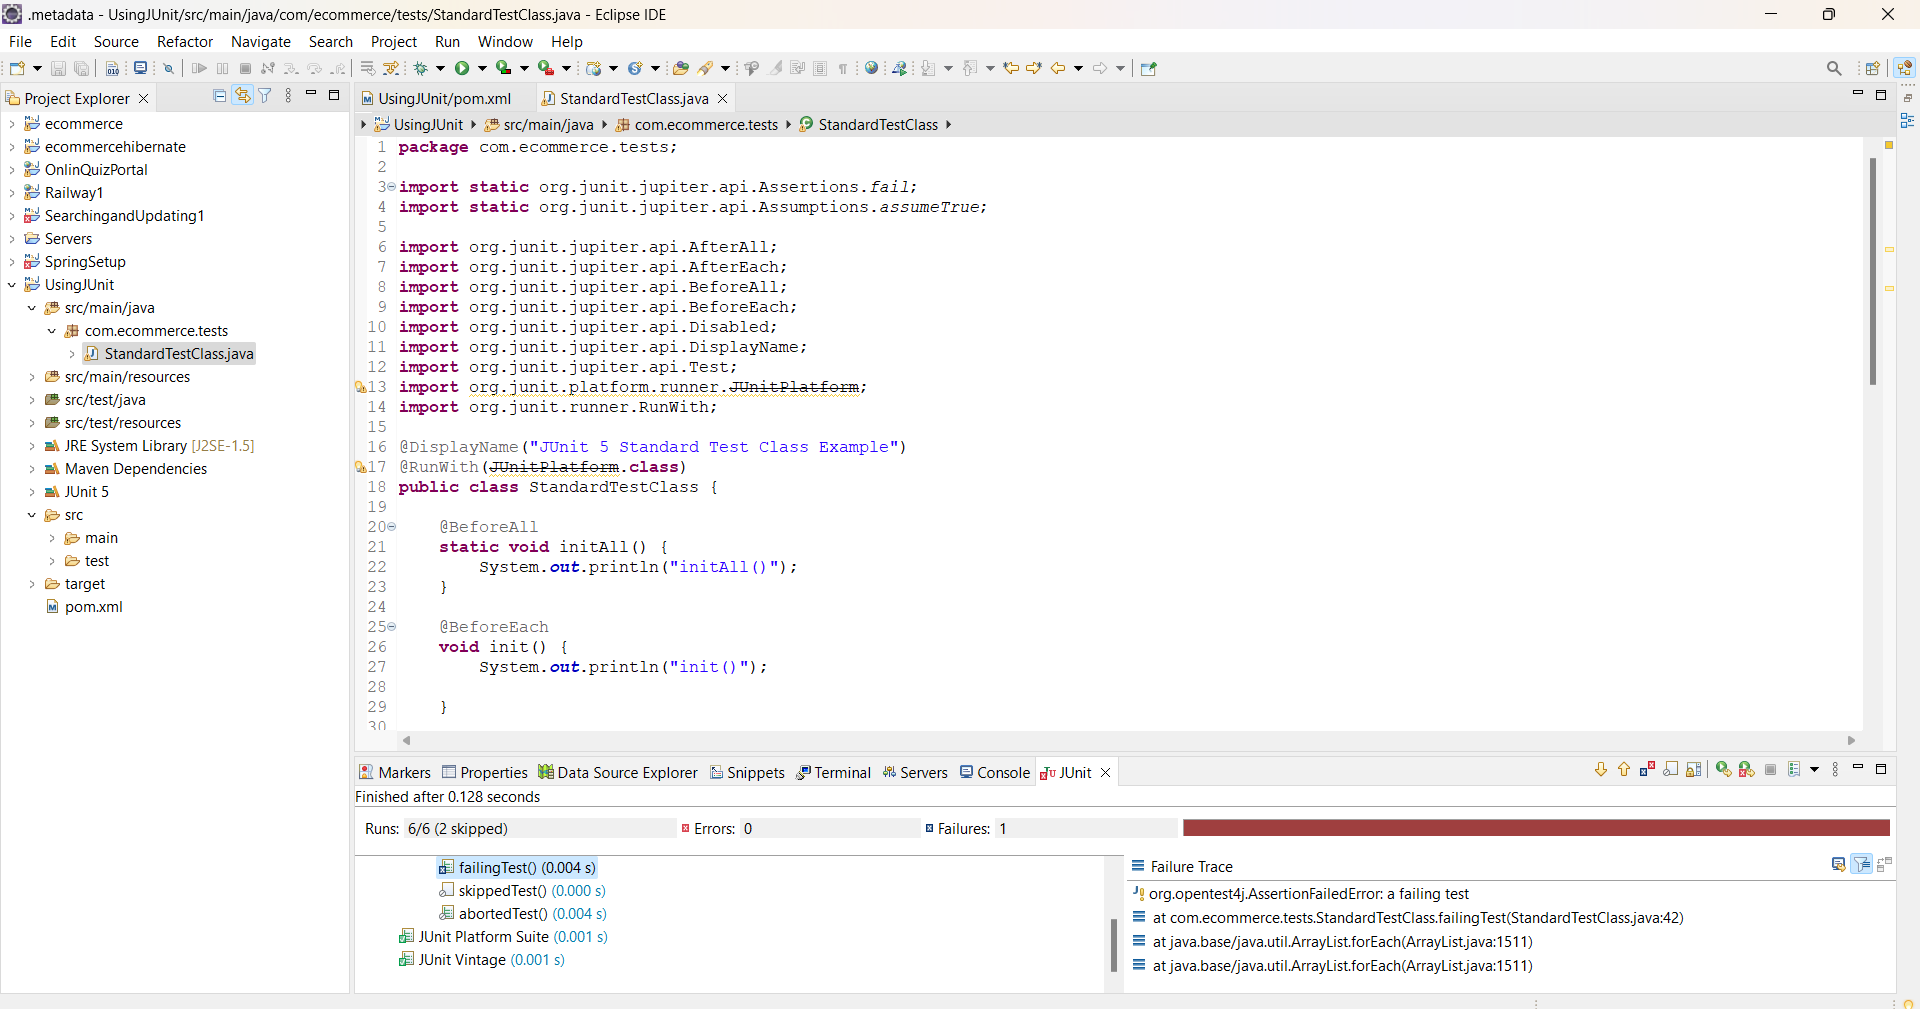 .metadata - UsingJUnit/src/main/java/com/ecommerce/tests/StandardTestClass.java - Eclipse IDE
File Edit Source Refactor Navigate Search Project Run Window Help
Project Explorer
ecommerce
ecommercehibernate
OnlinQuizPortal
Railway1
SearchingandUpdating1
Servers
SpringSetup
UsingJUnit
src/main/java
com.ecommerce.tests
StandardTestClass.java
src/main/resources
src/test/java
src/test/resources
JRE System Library [J2SE-1.5]
Maven Dependencies
JUnit 5
src
main
test
target
pom.xml
UsingJUnit/pom.xml StandardTestClass.java
UsingJUnit src/main/java com.ecommerce.tests StandardTestClass
1 package com.ecommerce.tests;
2
3 import static org.junit.jupiter.api.Assertions.fail;
4 import static org.junit.jupiter.api.Assumptions.assumeTrue;
5
6 import org.junit.jupiter.api.AfterAll;
7 import org.junit.jupiter.api.AfterEach;
8 import org.junit.jupiter.api.BeforeAll;
9 import org.junit.jupiter.api.BeforeEach;
10 import org.junit.jupiter.api.Disabled;
11 import org.junit.jupiter.api.DisplayName;
12 import org.junit.jupiter.api.Test;
13 import org.junit.platform.runner.JUnitPlatform;
14 import org.junit.runner.RunWith;
15
16 @DisplayName("JUnit 5 Standard Test Class Example")
17 @RunWith(JUnitPlatform.class)
18 public class StandardTestClass {
19
20 @BeforeAll
21 static void initAll() {
22 System.out.println("initAll()");
23 }
24
25 @BeforeEach
26 void init() {
27 System.out.println("init()");
28
29 }
30
Markers Properties Data Source Explorer Snippets Terminal Servers Console JUnit
Finished after 0.128 seconds
Runs: 6/6 (2 skipped) Errors: 0 Failures: 1
failingTest() (0.004 s)
skippedTest() (0.000 s)
abortedTest() (0.004 s)
JUnit Platform Suite (0.001 s)
JUnit Vintage (0.001 s)
Failure Trace
org.opentest4j.AssertionFailedError: a failing test
at com.ecommerce.tests.StandardTestClass.failingTest(StandardTestClass.java:42)
at java.base/java.util.ArrayList.forEach(ArrayList.java:1511)
at java.base/java.util.ArrayList.forEach(ArrayList.java:1511)